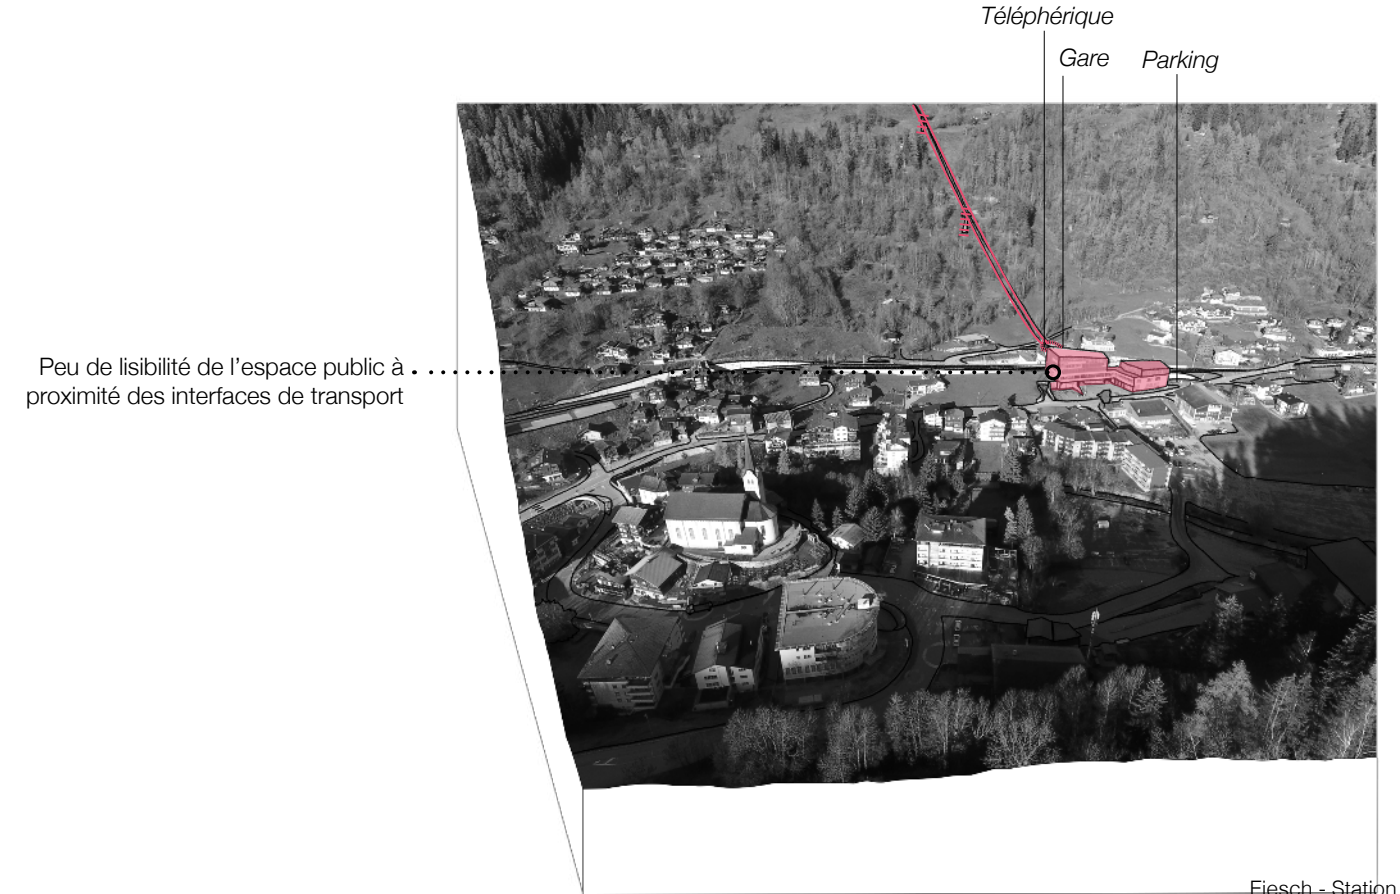 Téléphérique
Gare
Parking
Peu de lisibilité de l’espace public à
proximité des interfaces de transport
Fiesch - Station